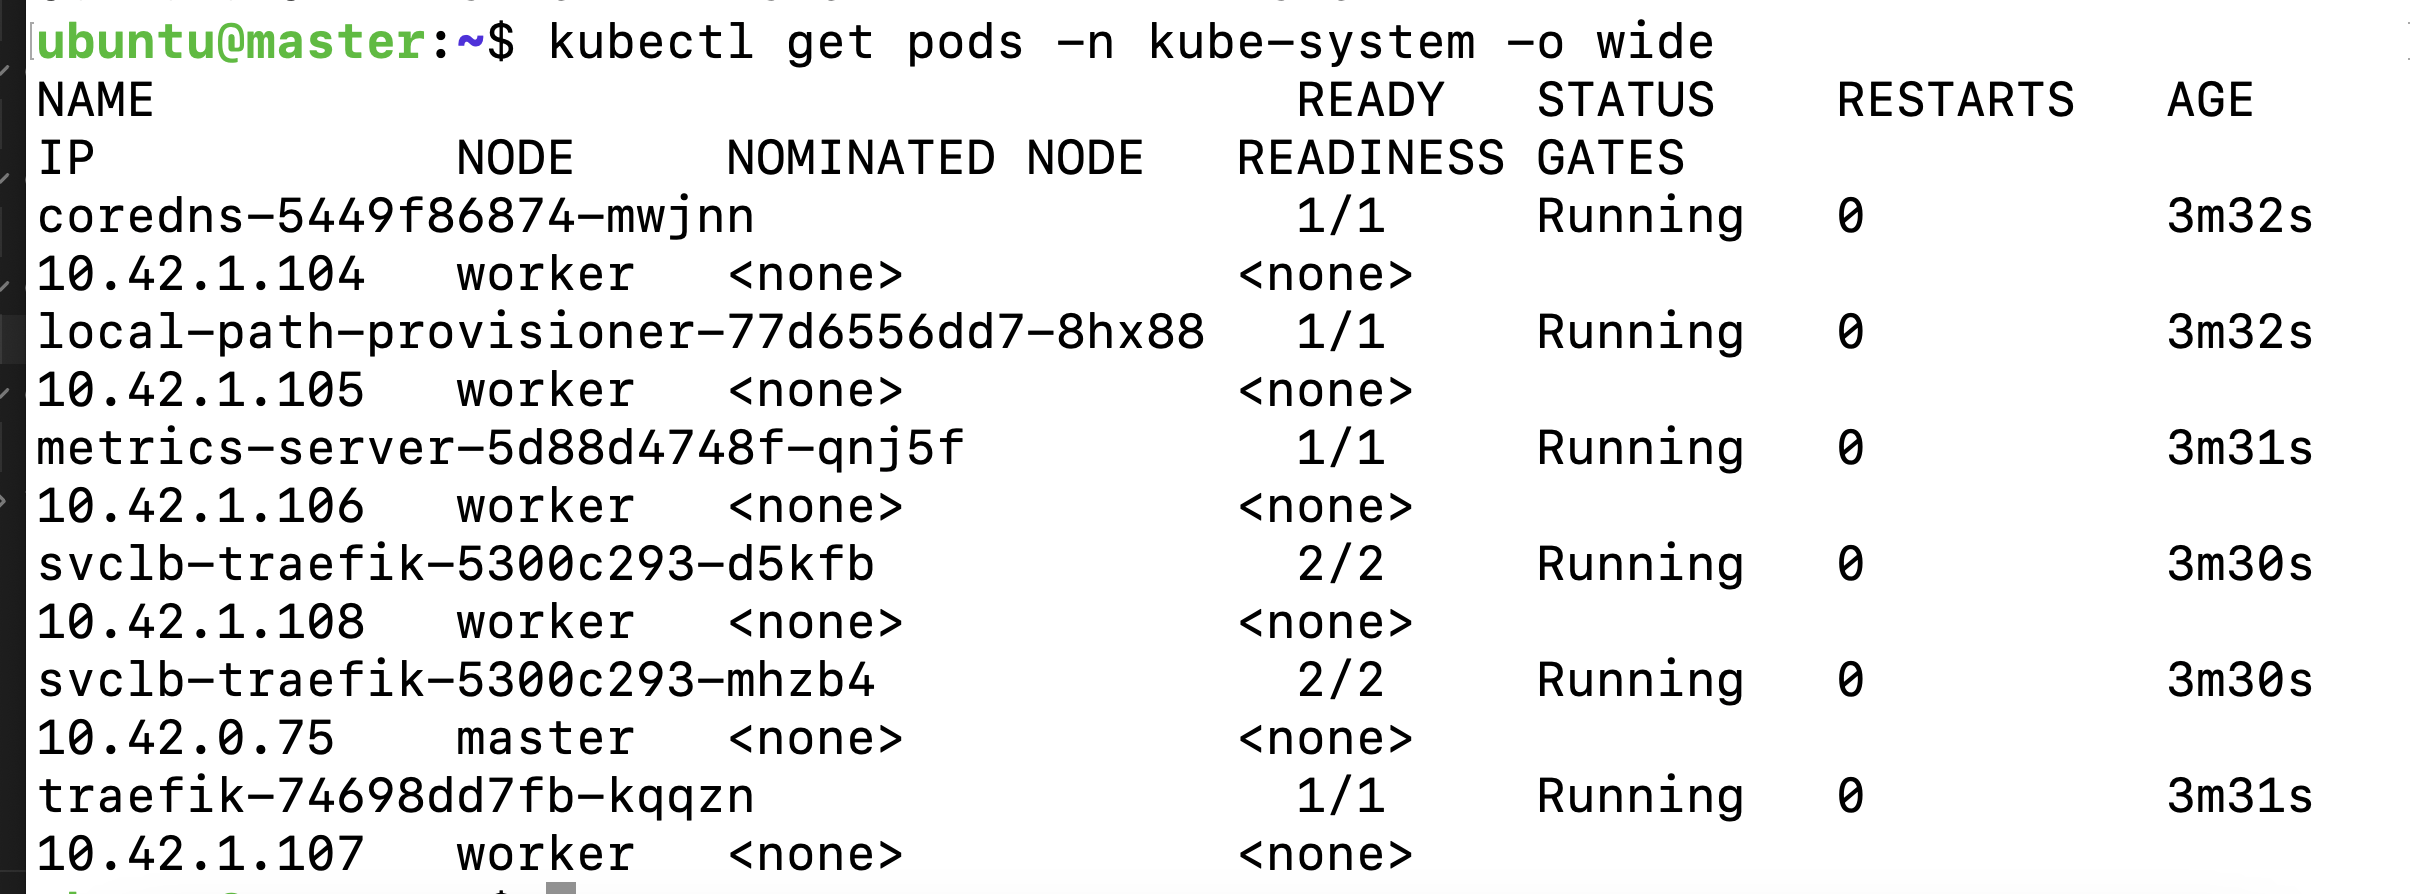 ubuntu@master:~$ kubectl get pods -n kube-system -o wide
NAME                                      READY   STATUS    RESTARTS   AGE
IP            NODE     NOMINATED NODE   READINESS GATES
coredns-5449f86874-mwjnn                  1/1     Running   0          3m32s
10.42.1.104   worker   <none>           <none>
local-path-provisioner-77d6556dd7-8hx88   1/1     Running   0          3m32s
10.42.1.105   worker   <none>           <none>
metrics-server-5d88d4748f-qnj5f           1/1     Running   0          3m31s
10.42.1.106   worker   <none>           <none>
svclb-traefik-5300c293-d5kfb              2/2     Running   0          3m30s
10.42.1.108   worker   <none>           <none>
svclb-traefik-5300c293-mhzb4              2/2     Running   0          3m30s
10.42.0.75    master   <none>           <none>
traefik-74698dd7fb-kqqzn                  1/1     Running   0          3m31s
10.42.1.107   worker   <none>           <none>